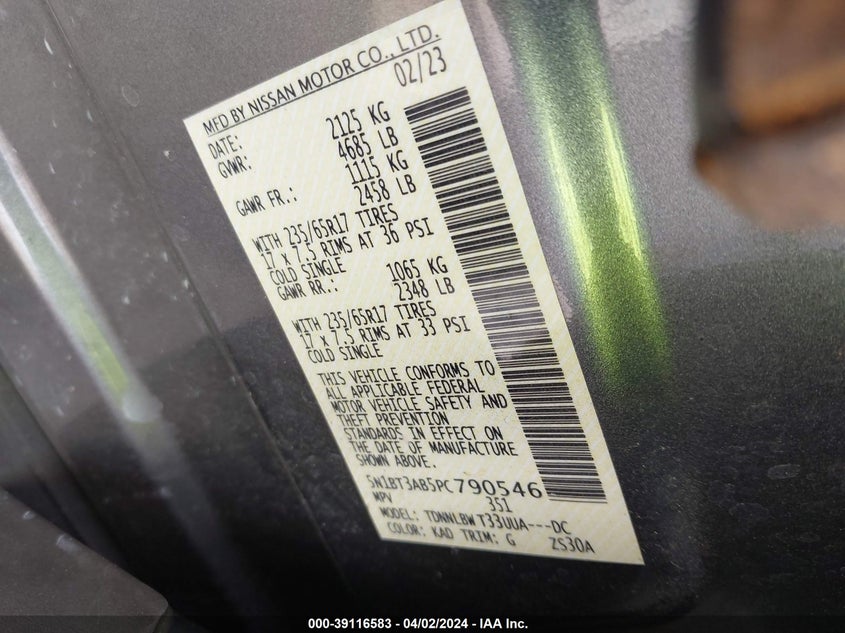 MFD BY NISSAN MOTOR CO., LTD.
DATE: 02/23
GVWR: 2125 KG
4685 LB
GAWR FR.: 1115 KG
2458 LB
WITH 235/65R17 TIRES
17 x 7.5 RIMS AT 36 PSI
COLD SINGLE
GAWR RR.: 1065 KG
2348 LB
WITH 235/65R17 TIRES
17 x 7.5 RIMS AT 33 PSI
COLD SINGLE
THIS VEHICLE CONFORMS TO
ALL APPLICABLE FEDERAL
MOTOR VEHICLE SAFETY AND
THEFT PREVENTION
STANDARDS IN EFFECT ON
THE DATE OF MANUFACTURE
SHOWN ABOVE.
5N1BT3AB5PC790546
MPV 351
MODEL: TDNNLBW T33UUA---DC
COLOR: KAD TRIM: G ZS30A
000-39116583 - 04/02/2024 - IAA Inc.